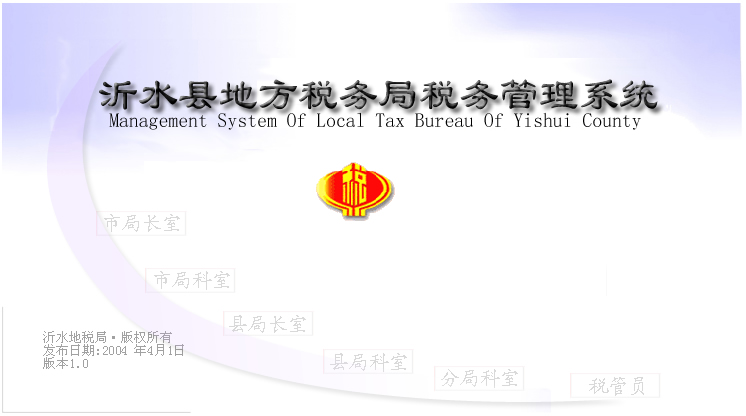 沂水县地方税务局税务管理系统
Management System Of Local Tax Bureau Of Yishui County
税
市局长室
市局科室
县局长室
县局科室
分局科室
税管员
沂水地税局·版权所有
发布日期:2004 年4月1日
版本1.0